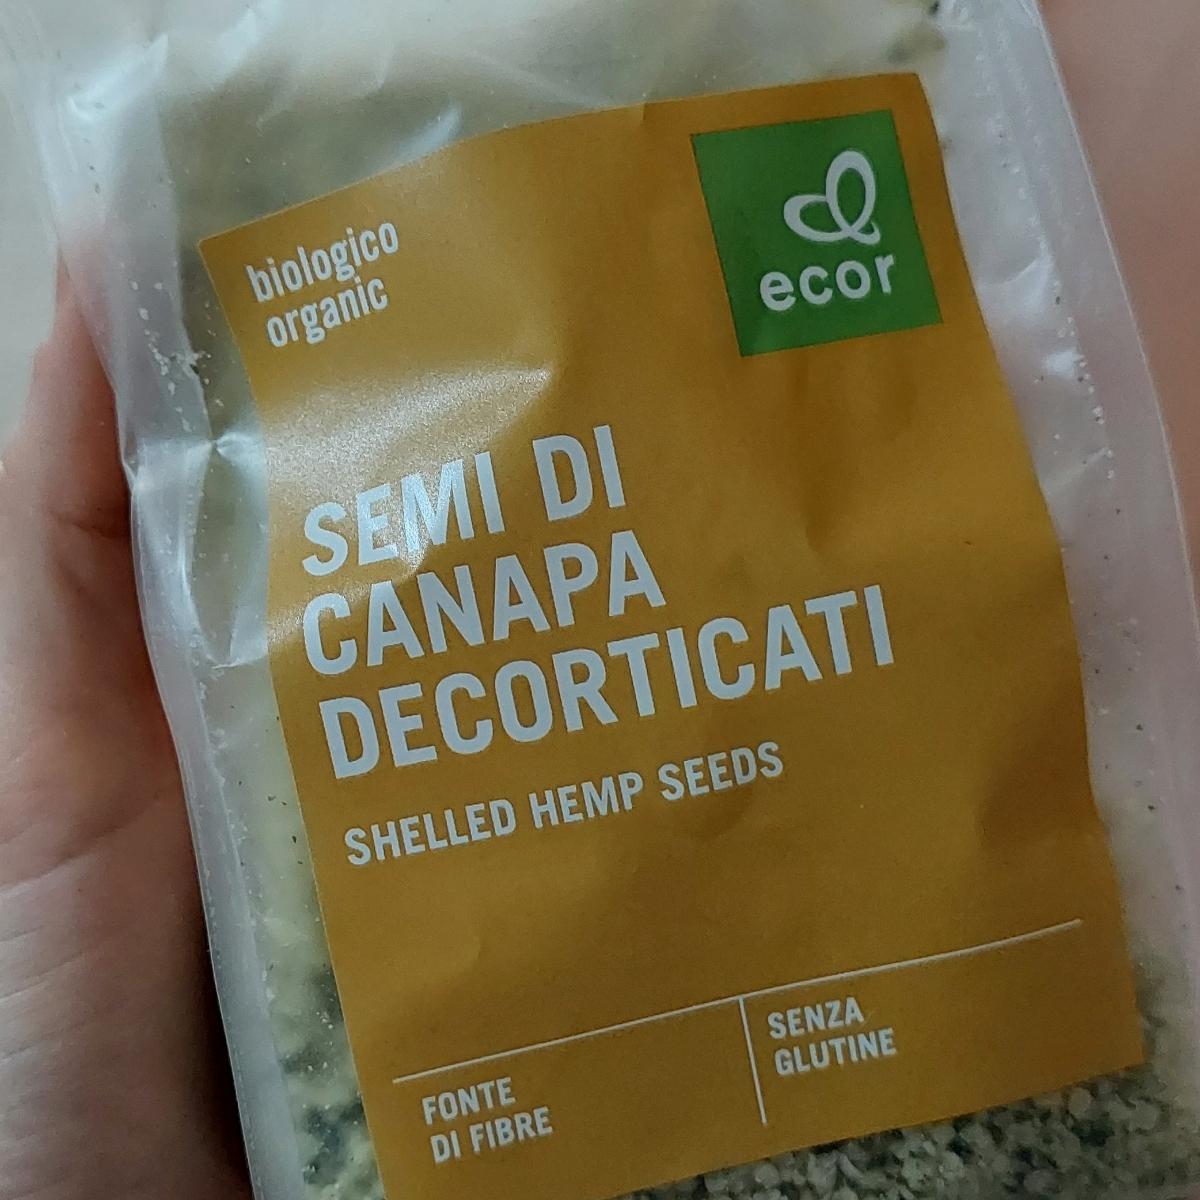 biologico
organic
ecor
SEMI DI
CANAPA
DECORTICATI
SHELLED HEMP SEEDS
FONTE
DI FIBRE
SENZA
GLUTINE